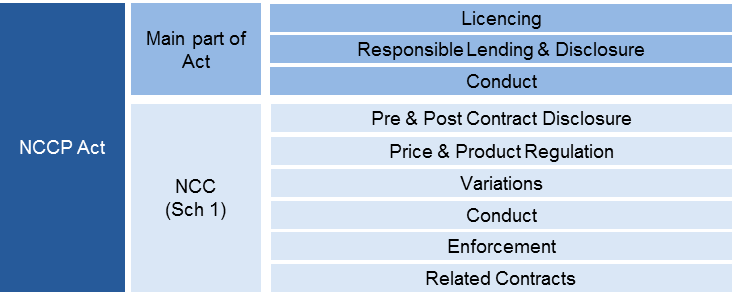 NCCP Act
Main part of
Act
Licencing
Responsible Lending & Disclosure
Conduct
NCC
(Sch 1)
Pre & Post Contract Disclosure
Price & Product Regulation
Variations
Conduct
Enforcement
Related Contracts